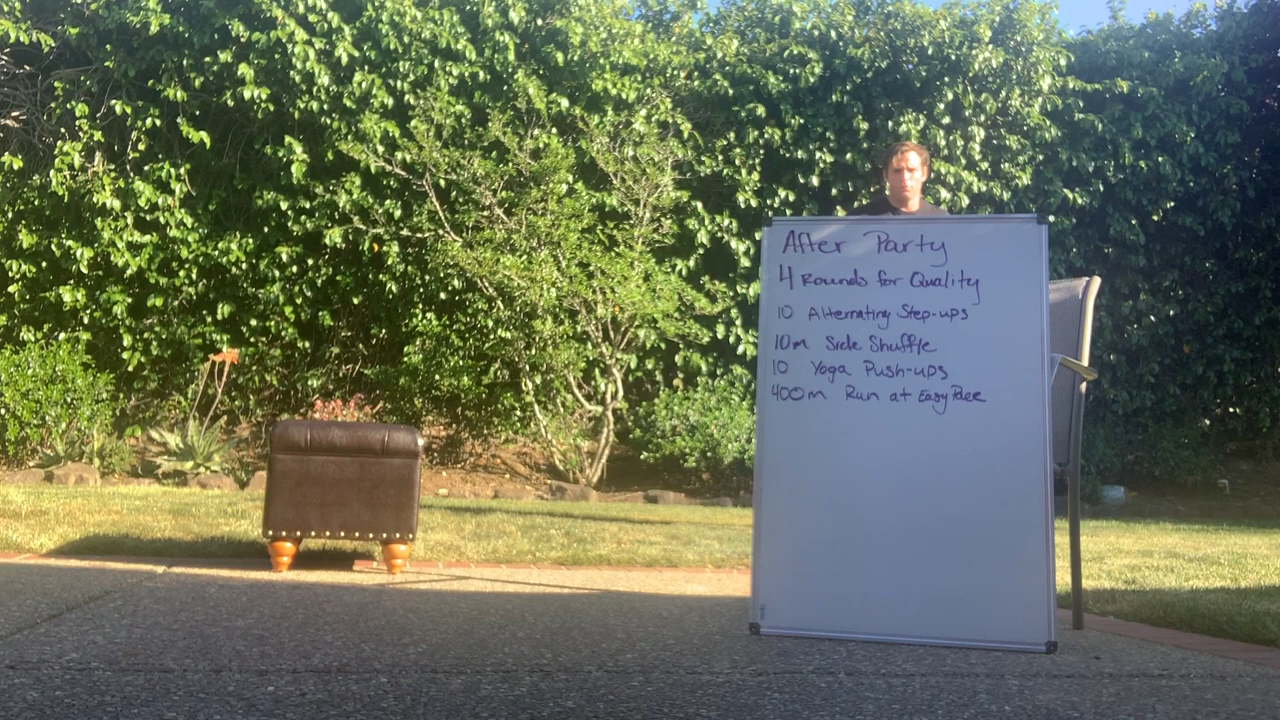 After Party
4 Rounds for Quality
10 Alternating Step-ups
10m Side Shuffle
10 Yoga Push-ups
400m Run at Easy Pace